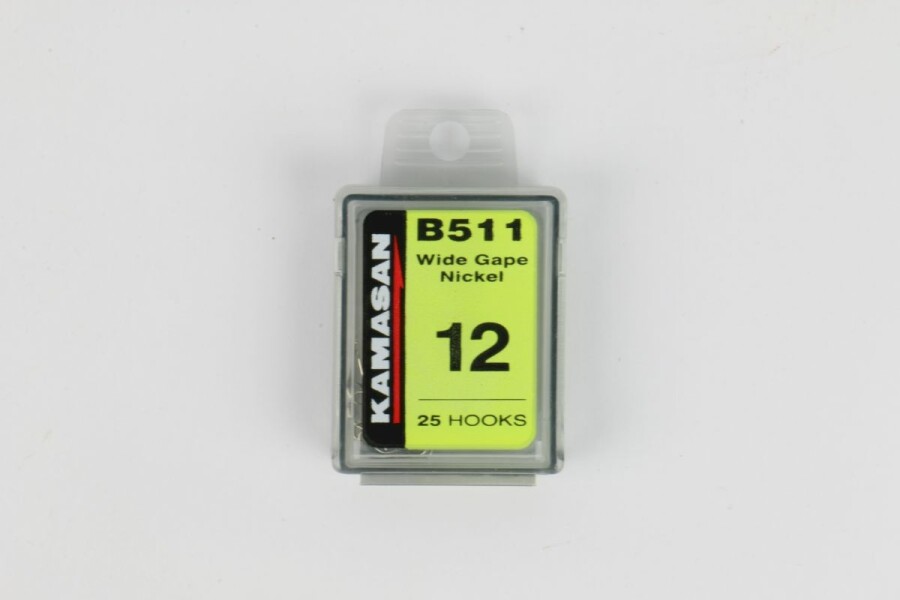 KAMASAN
B511
Wide Gape
Nickel
12
25 HOOKS